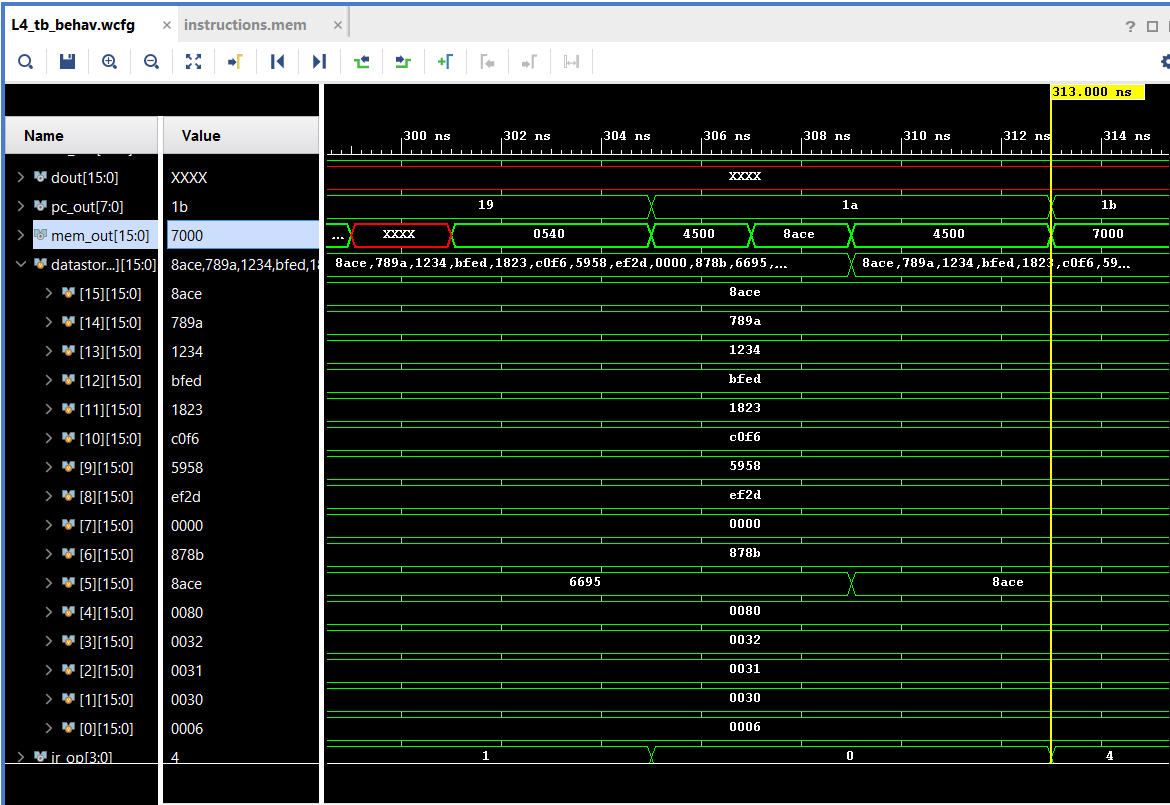 L4_tb_behav.wcfg × instructions.mem × ?
313.000 ns
Name Value 300 ns 302 ns 304 ns 306 ns 308 ns 310 ns 312 ns 314 ns
dout[15:0] XXXX XXXX
pc_out[7:0] 1b 19 1a 1b
mem_out[15:0] 7000 ... XXXX 0540 4500 8ace 4500 7000
datastor...][15:0] 8ace,789a,1234,bfed,18 8ace,789a,1234,bfed,1823,c0f6,5958,ef2d,0000,878b,6695,... 8ace,789a,1234,bfed,1823,c0f6,59...
[15][15:0] 8ace 8ace
[14][15:0] 789a 789a
[13][15:0] 1234 1234
[12][15:0] bfed bfed
[11][15:0] 1823 1823
[10][15:0] c0f6 c0f6
[9][15:0] 5958 5958
[8][15:0] ef2d ef2d
[7][15:0] 0000 0000
[6][15:0] 878b 878b
[5][15:0] 8ace 6695 8ace
[4][15:0] 0080 0080
[3][15:0] 0032 0032
[2][15:0] 0031 0031
[1][15:0] 0030 0030
[0][15:0] 0006 0006
ir_op[3:0] 4 1 0 4